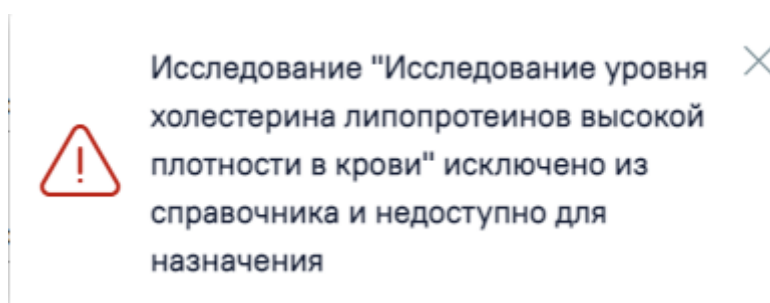 Исследование "Исследование уровня
холестерина липопротеинов высокой
плотности в крови" исключено из
справочника и недоступно для
назначения